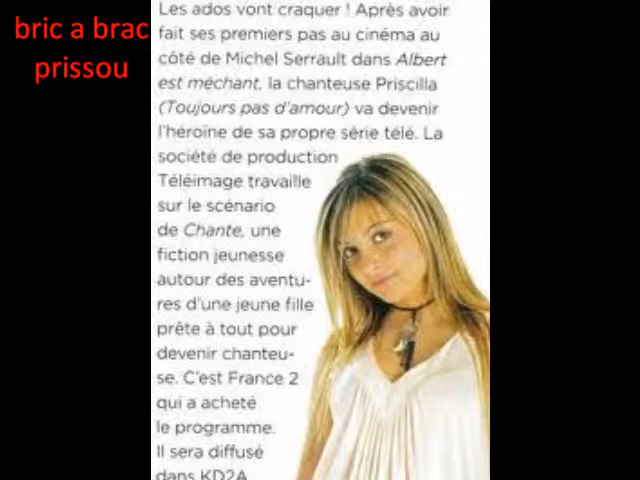 bric a brac
prissou
Les ados vont craquer ! Après avoir
fait ses premiers pas au cinéma au
côté de Michel Serrault dans Albert
est méchant, la chanteuse Priscilla
(Toujours pas d'amour) va devenir
l'héroïne de sa propre série télé. La
société de production
Téléimage travaille
sur le scénario
de Chante, une
fiction jeunesse
autour des aventu-
res d'une jeune fille
prête à tout pour
devenir chanteu-
se. C'est France 2
qui a acheté
le programme.
Il sera diffusé
dans KD2A